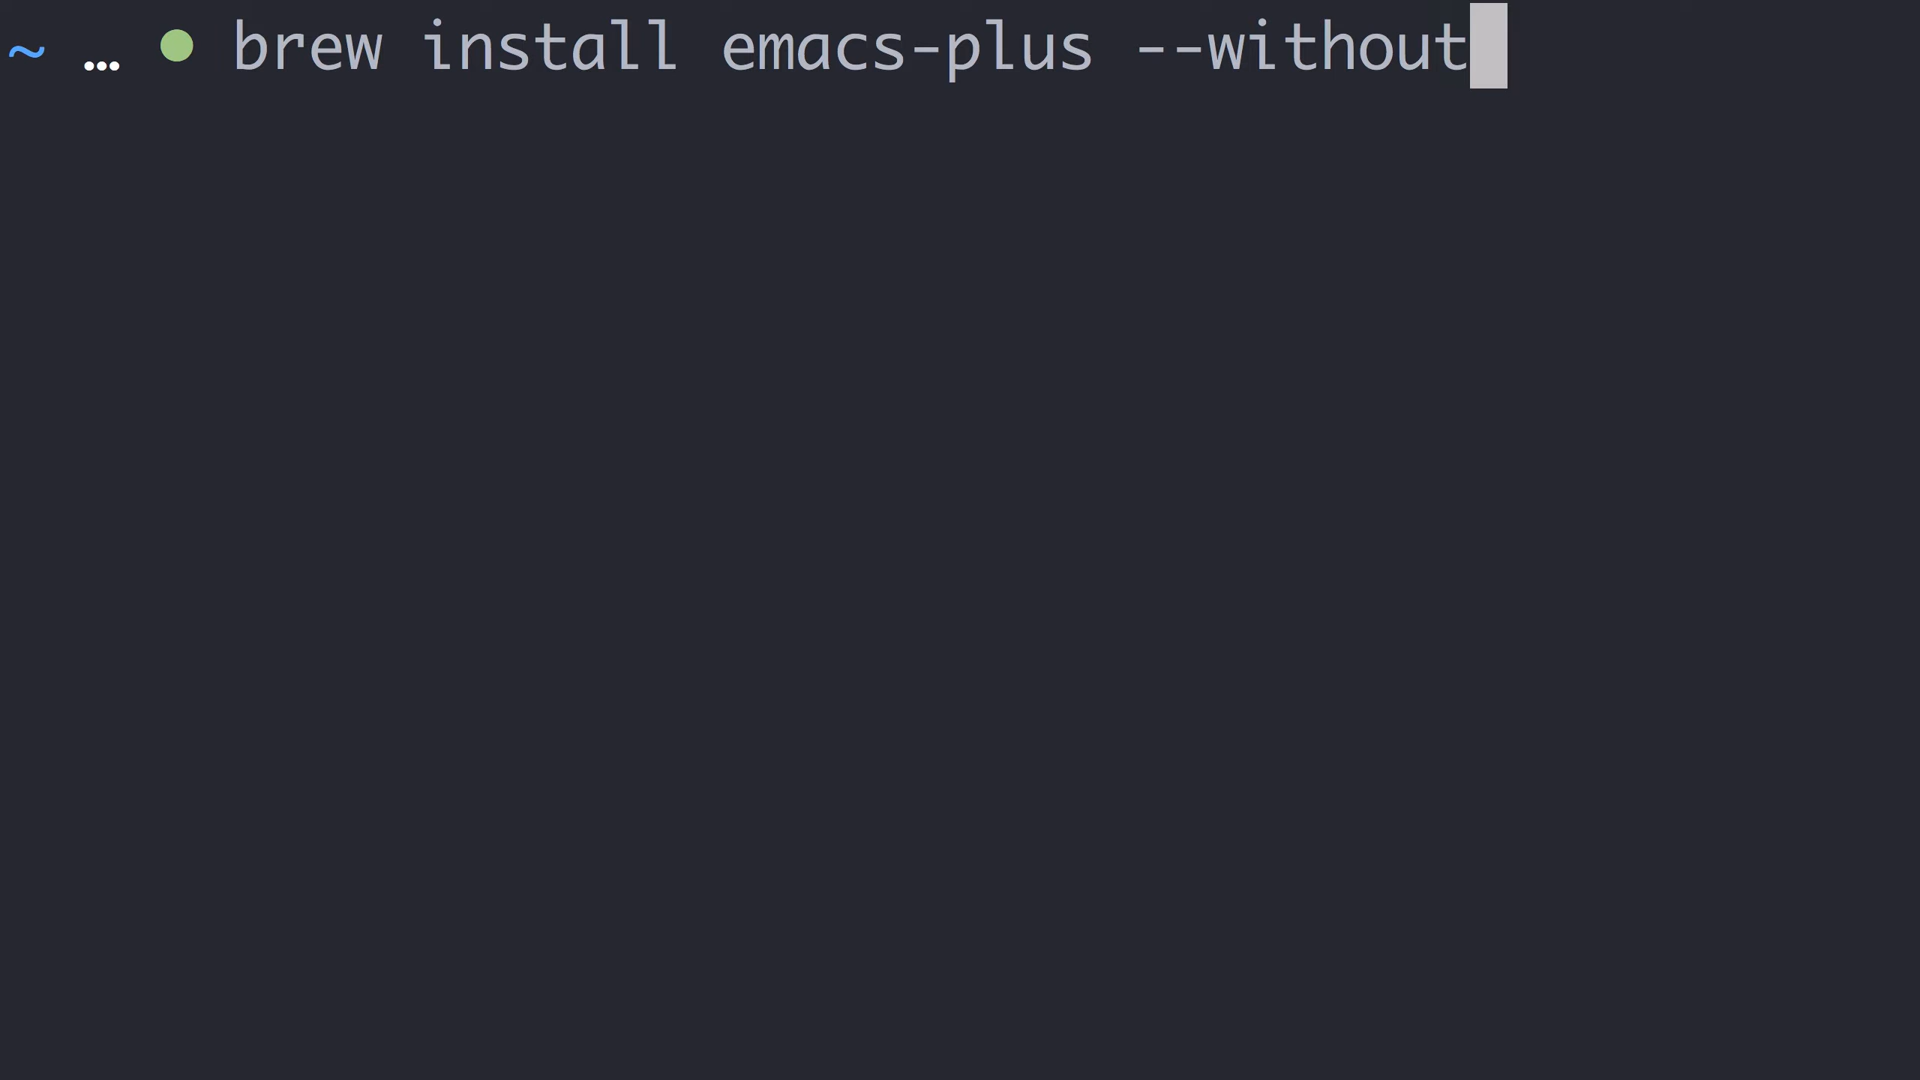 ~ … ● brew install emacs-plus --without